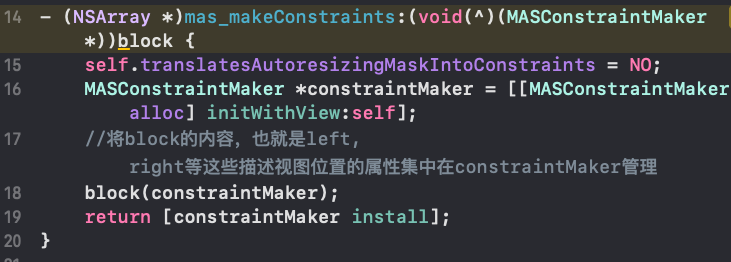 14 - (NSArray *)mas_makeConstraints:(void(^)(MASConstraintMaker
*))block {
15 self.translatesAutoresizingMaskIntoConstraints = NO;
16 MASConstraintMaker *constraintMaker = [[MASConstraintMaker
alloc] initWithView:self];
17 //将block的内容，也就是left,
right等这些描述视图位置的属性集中在constraintMaker管理
18 block(constraintMaker);
19 return [constraintMaker install];
20 }